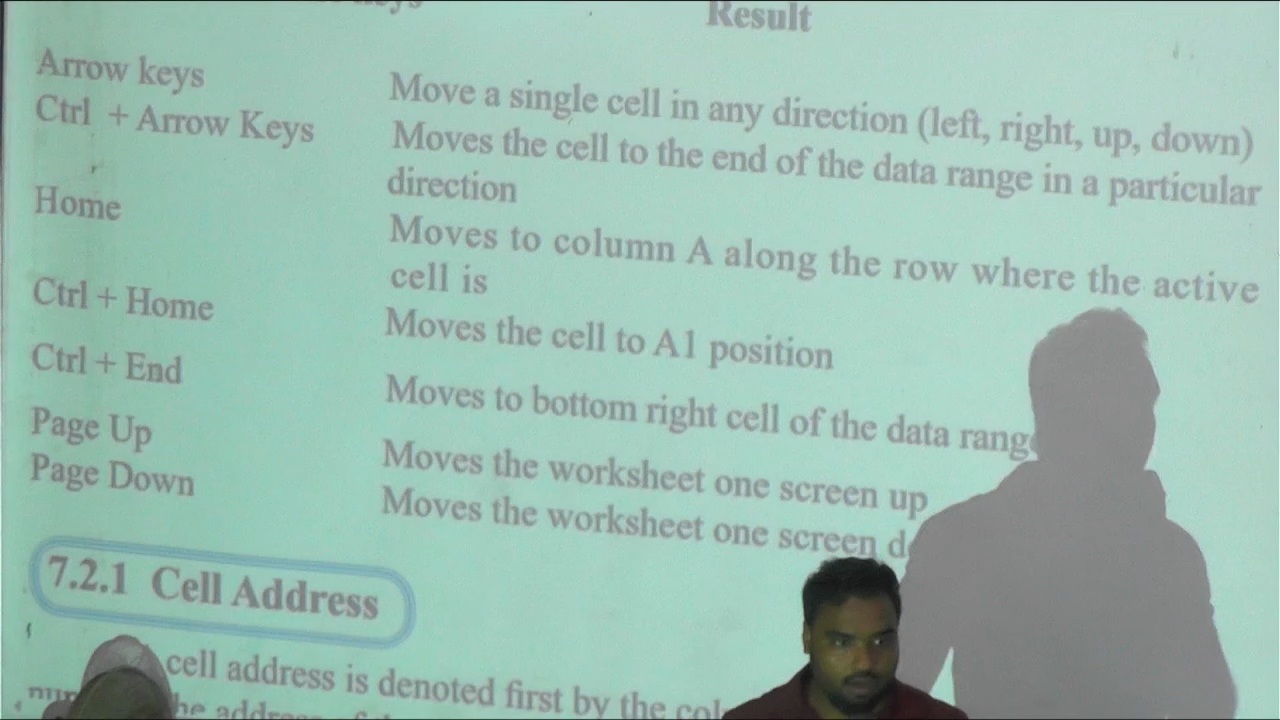 Result
Arrow keys
Move a single cell in any direction (left, right, up, down)
Ctrl + Arrow Keys
Moves the cell to the end of the data range in a particular
direction
Home
Moves to column A along the row where the active
cell is
Ctrl + Home
Moves the cell to A1 position
Ctrl + End
Moves to bottom right cell of the data
Page Up
Moves the worksheet one screen up
Page Down
Moves the worksheet one screen
7.2.1 Cell Address
cell address is denoted first by the